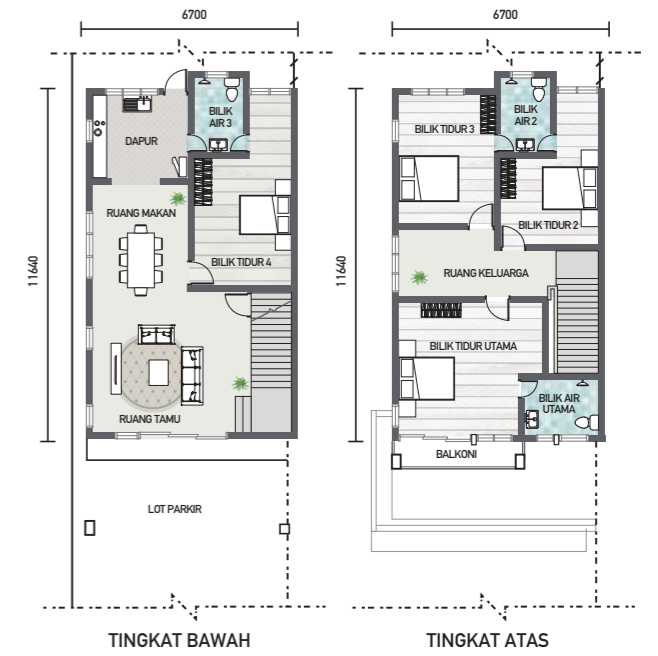 6700
11640
BILIK
AIR 3
DAPUR
RUANG MAKAN
BILIK TIDUR 4
RUANG TAMU
LOT PARKIR
TINGKAT BAWAH
6700
11640
BILIK TIDUR 3
BILIK
AIR 2
BILIK TIDUR 2
RUANG KELUARGA
BILIK TIDUR UTAMA
BILIK AIR
UTAMA
BALKONI
TINGKAT ATAS